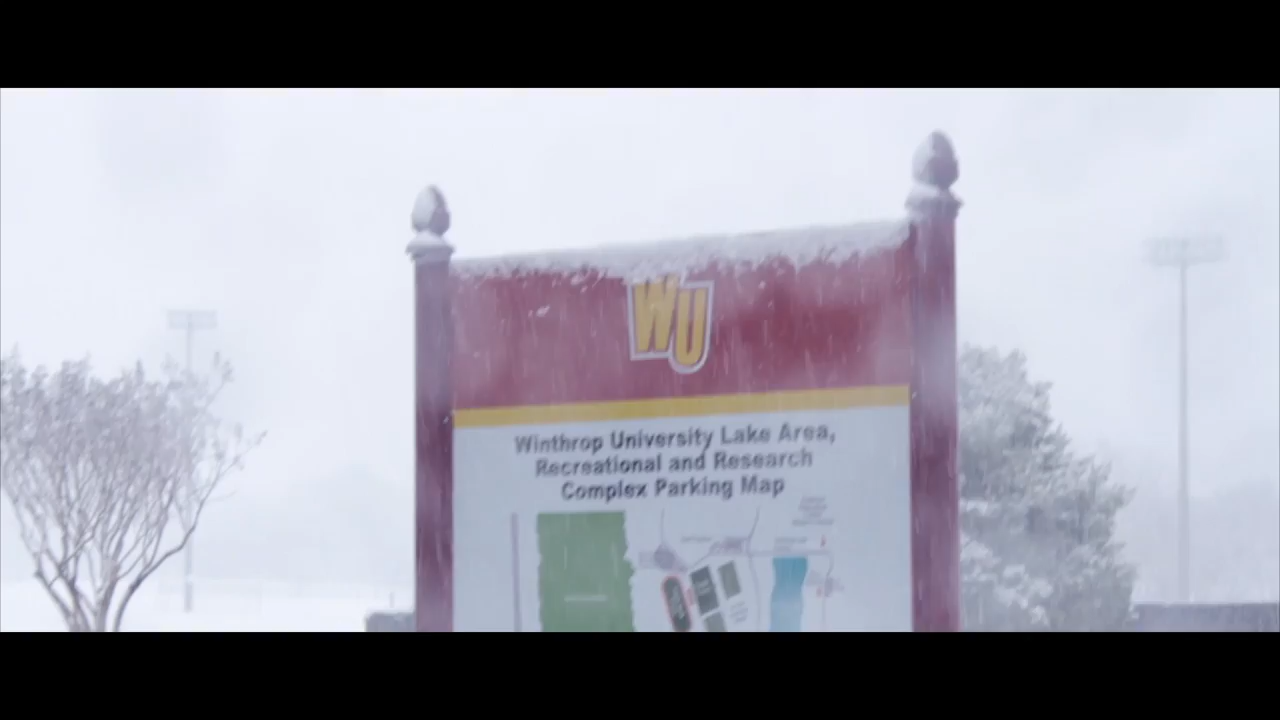 WU
Winthrop University Lake Area,
Recreational and Research
Complex Parking Map